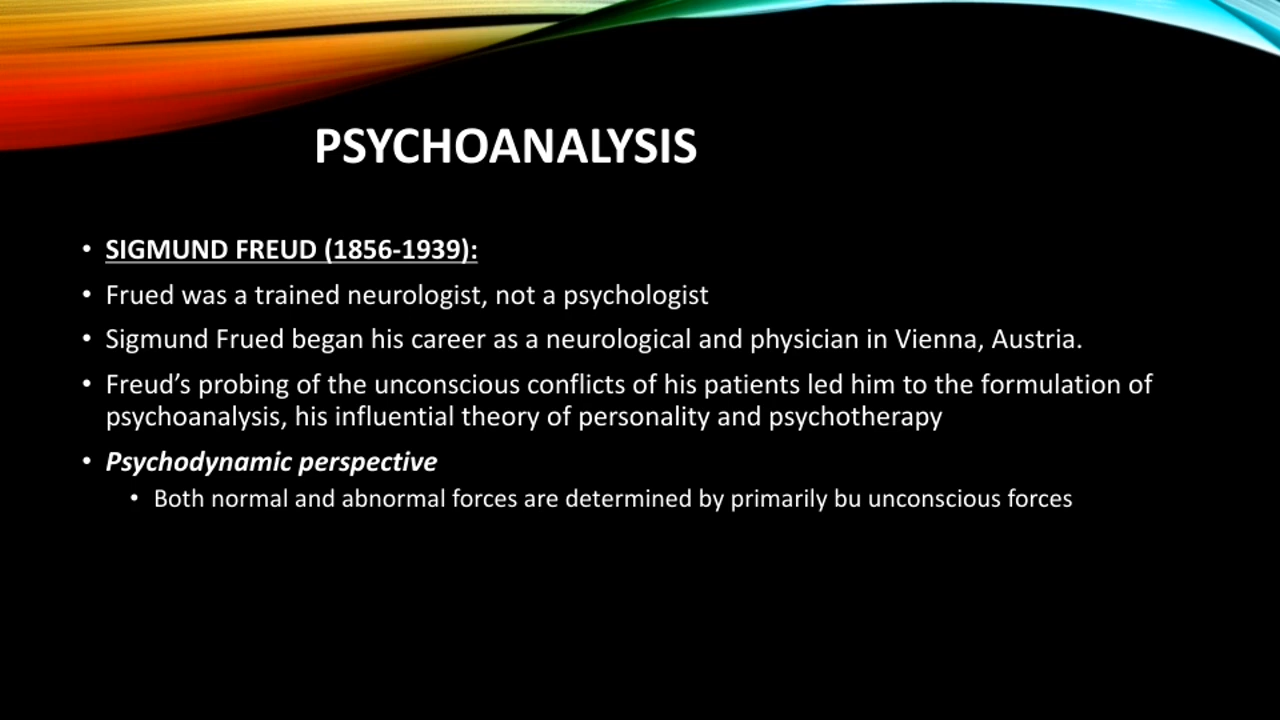 PSYCHOANALYSIS
• SIGMUND FREUD (1856-1939):
• Frued was a trained neurologist, not a psychologist
• Sigmund Frued began his career as a neurological and physician in Vienna, Austria.
• Freud’s probing of the unconscious conflicts of his patients led him to the formulation of
psychoanalysis, his influential theory of personality and psychotherapy
• Psychodynamic perspective
• Both normal and abnormal forces are determined by primarily bu unconscious forces